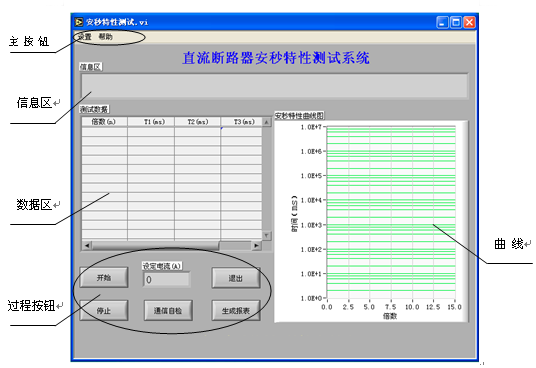 安秒特性测试.vi
设置 帮助
主 按 钮
直流断路器安秒特性测试系统
信息区
信息区
测试数据
倍数(n) T1(ms) T2(ms) T3(ms)
安秒特性曲线图
1.0E+7
1.0E+6
1.0E+5
1.0E+4
1.0E+3
1.0E+2
1.0E+1
1.0E+0
时间(mS)
0.0 2.5 5.0 7.5 10.0 12.5 15.0
倍数
数据区
曲 线
设定电流(A)
开始 0 退出
过程按钮
停止 通信自检 生成报表